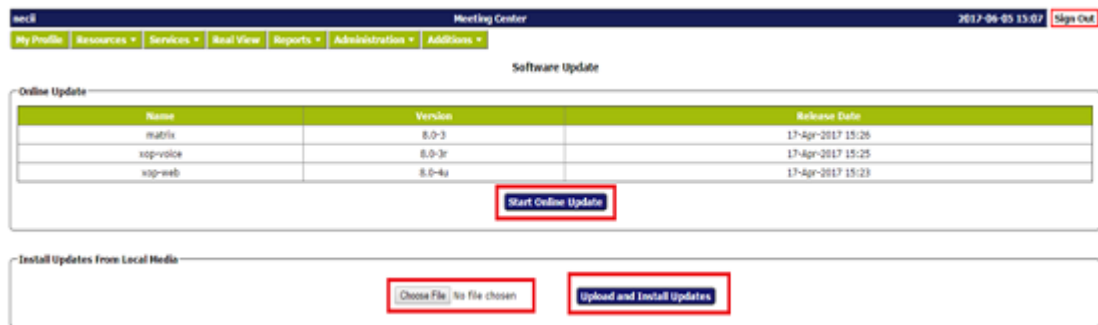 necii Meeting Center 2017-06-05 15:07 Sign Out
My Profile Resources Services Real View Reports Administration Additions
Software Update
Online Update
Name Version Release Date
matrix 8.0-3 17-Apr-2017 15:26
xop-voice 8.0-3r 17-Apr-2017 15:25
xop-web 8.0-4u 17-Apr-2017 15:23
Start Online Update
Install Updates From Local Media
Choose File No file chosen Upload and Install Updates